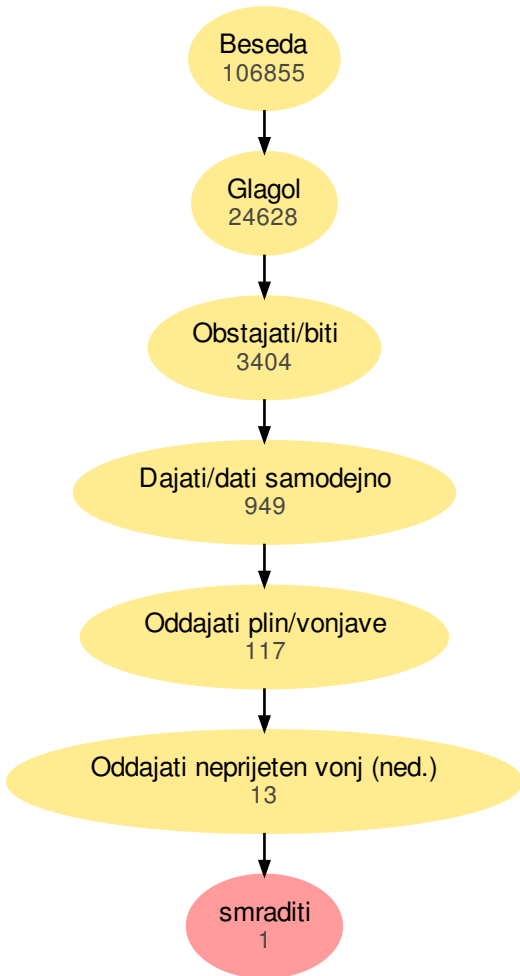 Beseda
106855
Glagol
24628
Obstajati/biti
3404
Dajati/dati samodejno
949
Oddajati plin/vonjave
117
Oddajati neprijeten vonj (ned.)
13
smraditi
1